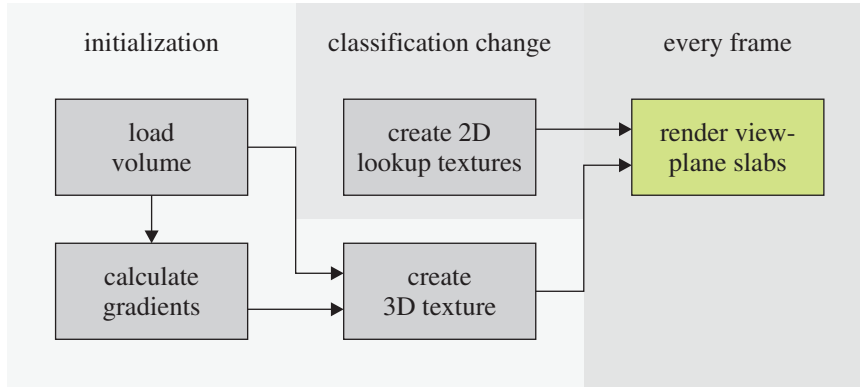 initialization
classification change
every frame
load
volume
create 2D
lookup textures
render view-
plane slabs
calculate
gradients
create
3D texture